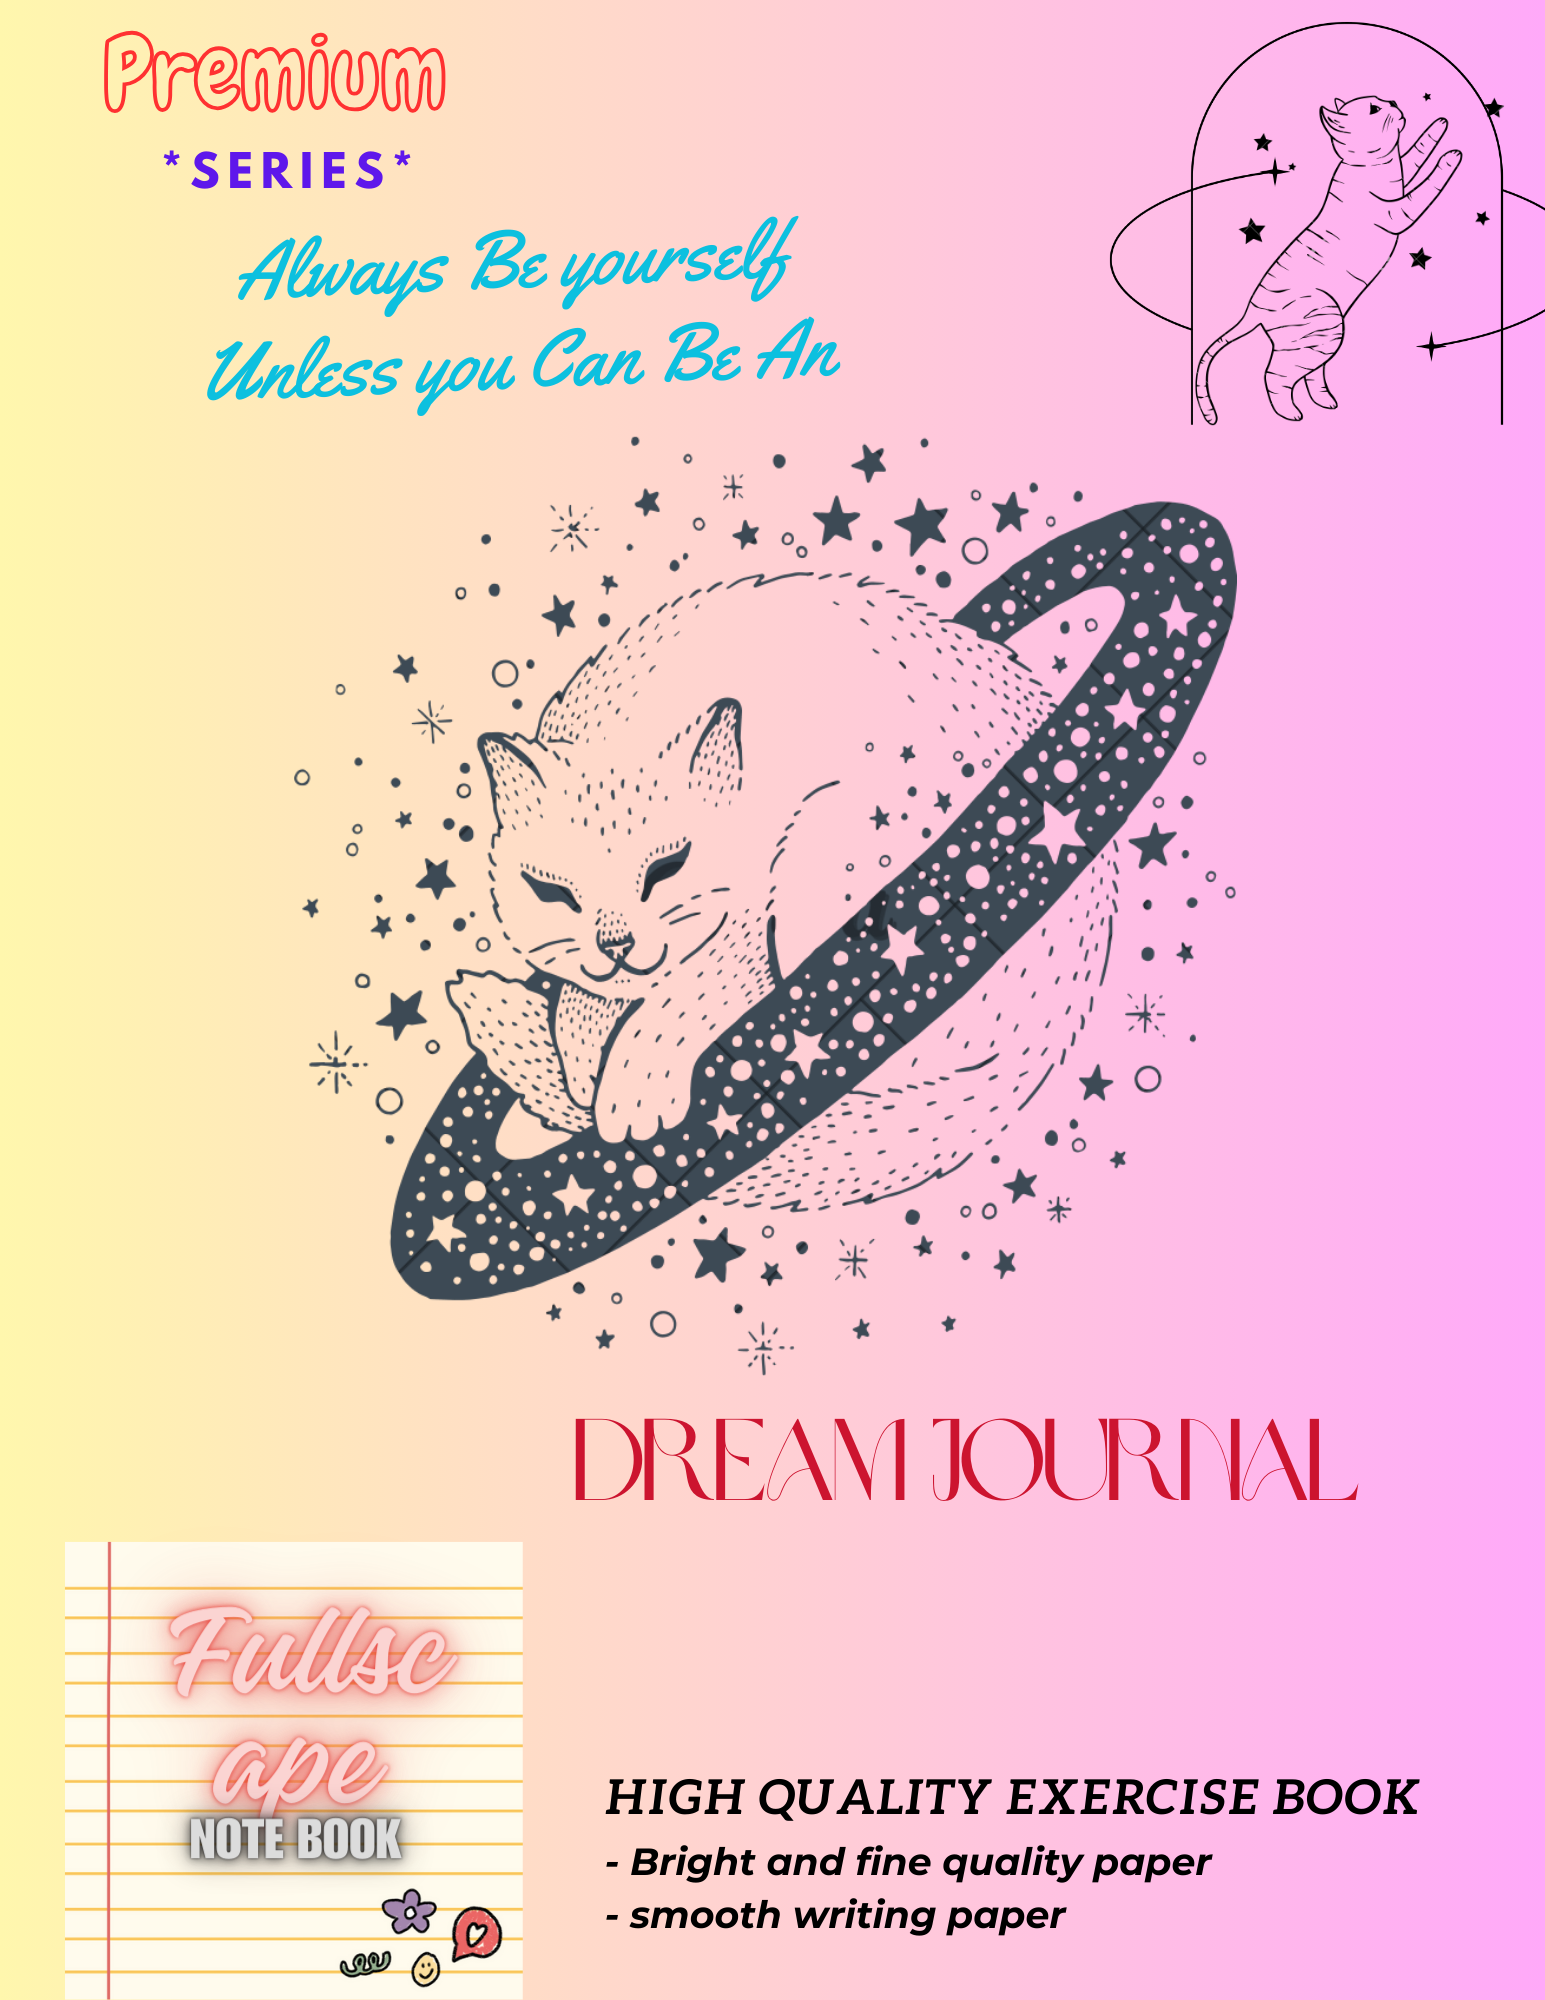 Premium
*SERIES*
Always Be yourself
Unless you Can Be An
DREAM JOURNAL
Fullsc
ape
NOTE BOOK
HIGH QUALITY EXERCISE BOOK
- Bright and fine quality paper
- smooth writing paper